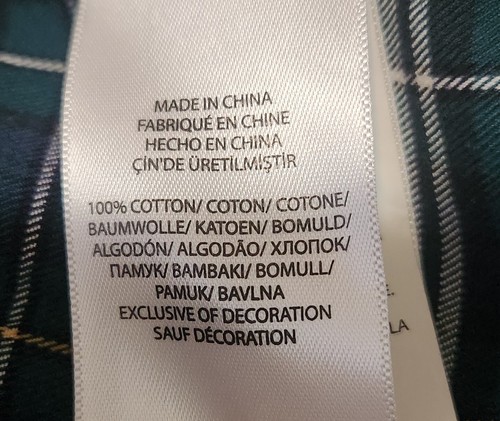 MADE IN CHINA
FABRIQUÉ EN CHINE
HECHO EN CHINA
ÇİN'DE ÜRETİLMİŞTİR
100% COTTON/ COTON/ COTONE/
BAUMWOLLE/ KATOEN/ BOMULD/
ALGODÓN/ ALGODÃO/ ХЛОПОК/
ПАМУК/ BAMBAKI/ BOMULL/
PAMUK/ BAVLNA
EXCLUSIVE OF DECORATION
SAUF DÉCORATION
E.
LA